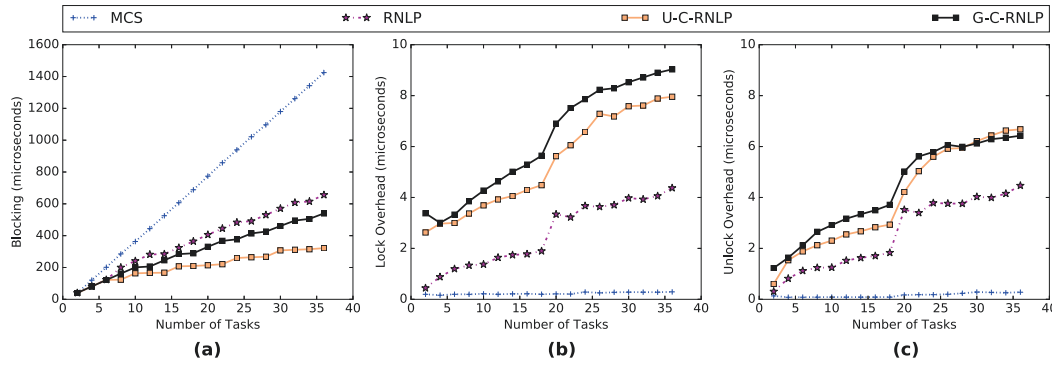 MCS RNLP U-C-RNLP G-C-RNLP
1600
1400
1200
1000
800
600
400
200
0
Blocking (microseconds)
0 5 10 15 20 25 30 35 40
Number of Tasks
(a)
10
8
6
4
2
0
Lock Overhead (microseconds)
0 5 10 15 20 25 30 35 40
Number of Tasks
(b)
10
8
6
4
2
0
Unlock Overhead (microseconds)
0 5 10 15 20 25 30 35 40
Number of Tasks
(c)